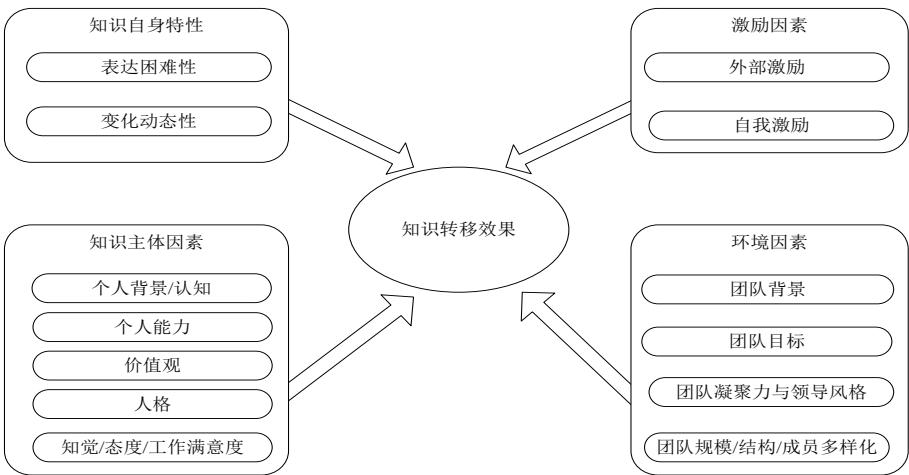 知识自身特性
表达困难性
变化动态性
激励因素
外部激励
自我激励
知识转移效果
知识主体因素
个人背景/认知
个人能力
价值观
人格
知觉/态度/工作满意度
环境因素
团队背景
团队目标
团队凝聚力与领导风格
团队规模/结构/成员多样化